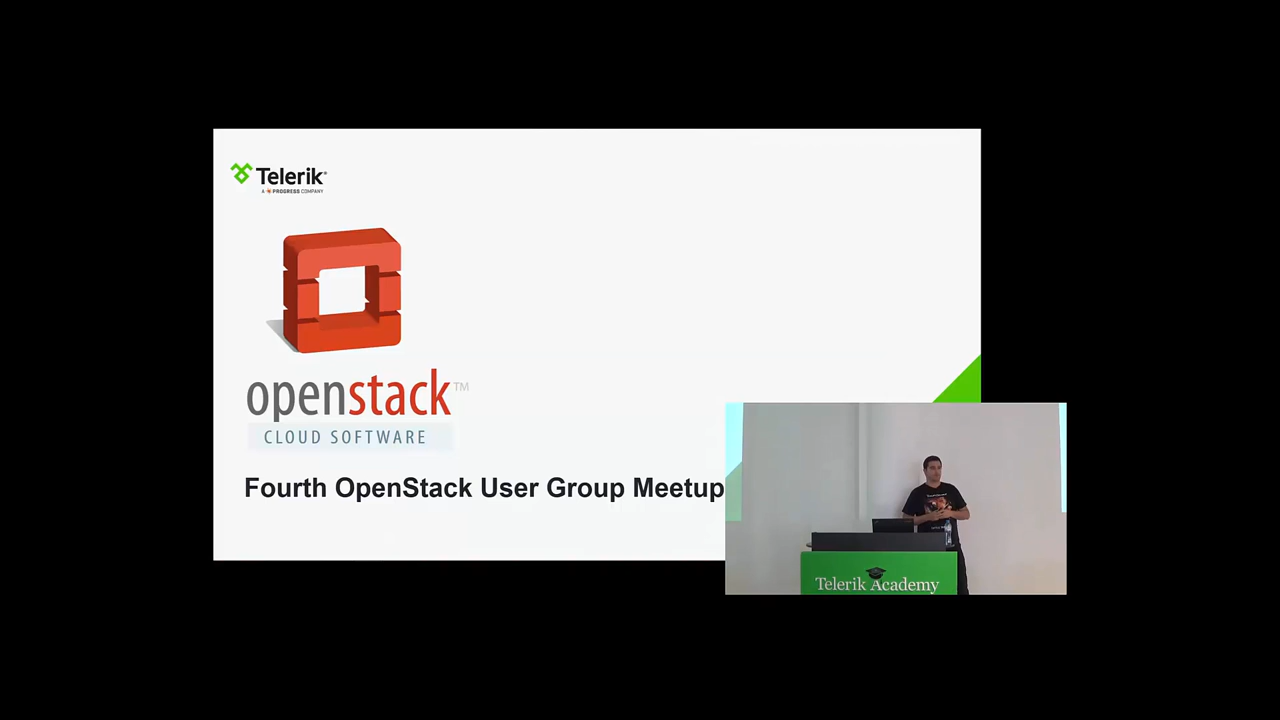 Telerik®
A PROGRESS COMPANY
openstack™
CLOUD SOFTWARE
Fourth OpenStack User Group Meetup
Telerik Academy